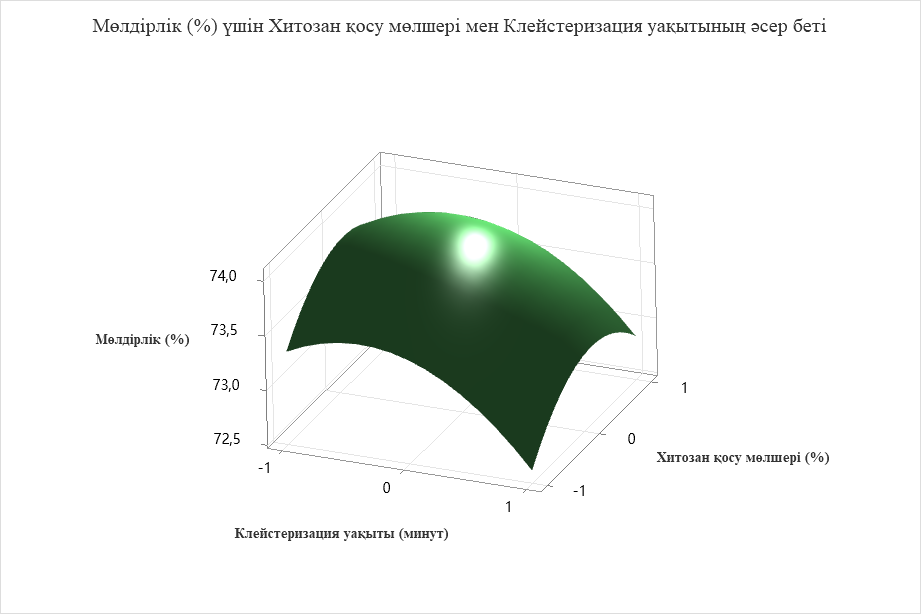 Мөлдірлік (%) үшін Хитозан қосу мөлшері мен Клейстеризация уақытының әсер беті
74,0
Мөлдірлік (%)
73,5
73,0
72,5
-1
0
1
-1
0
1
Хитозан қосу мөлшері (%)
Клейстеризация уақыты (минут)